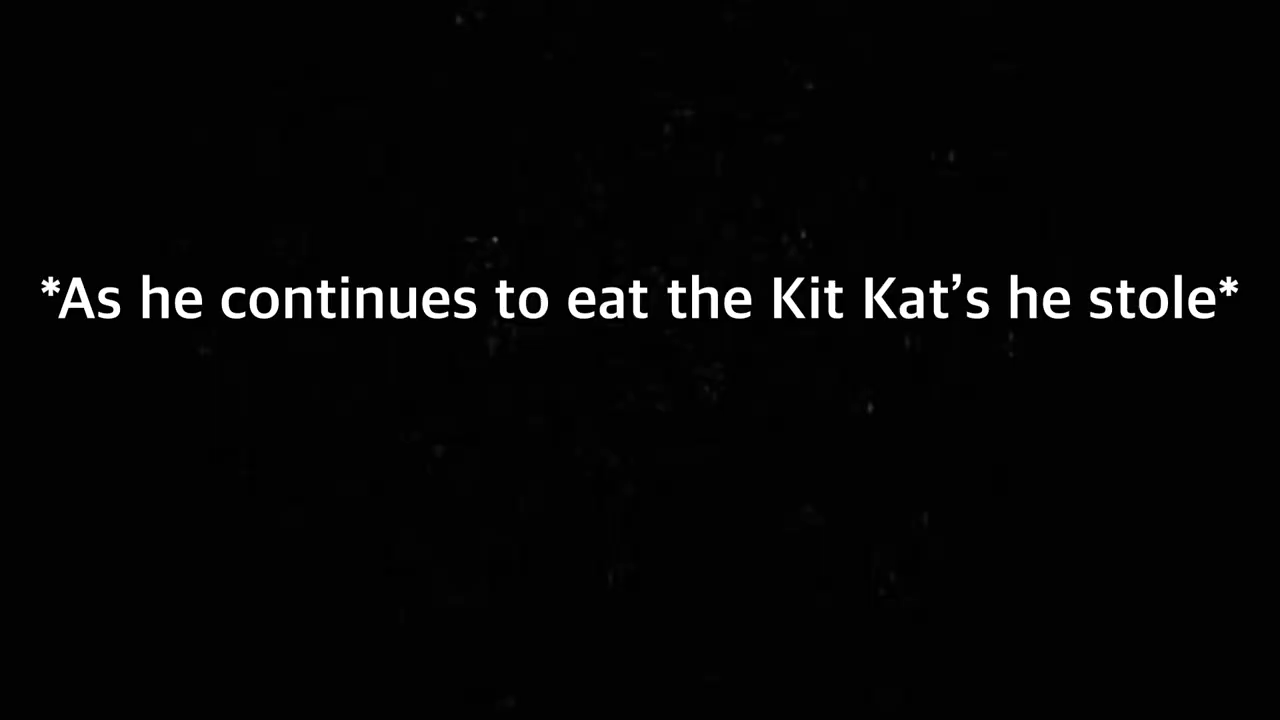 *As he continues to eat the Kit Kat’s he stole*